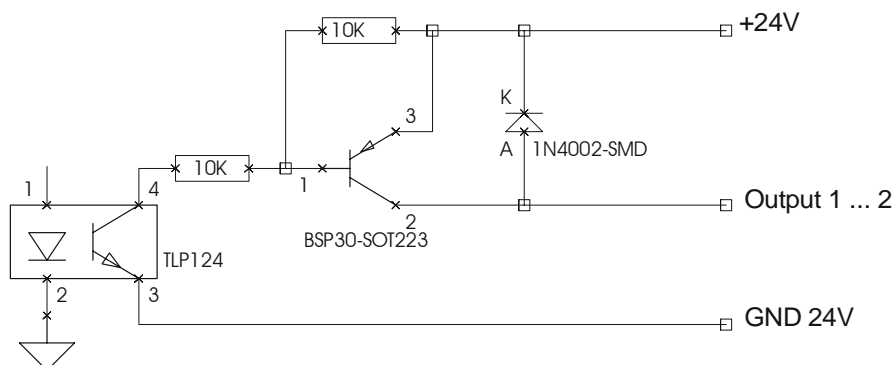 10K
+24V
K
3
A 1N4002-SMD
1 4 10K 1
2 Output 1 ... 2
BSP30-SOT223
TLP124
2 3
GND 24V